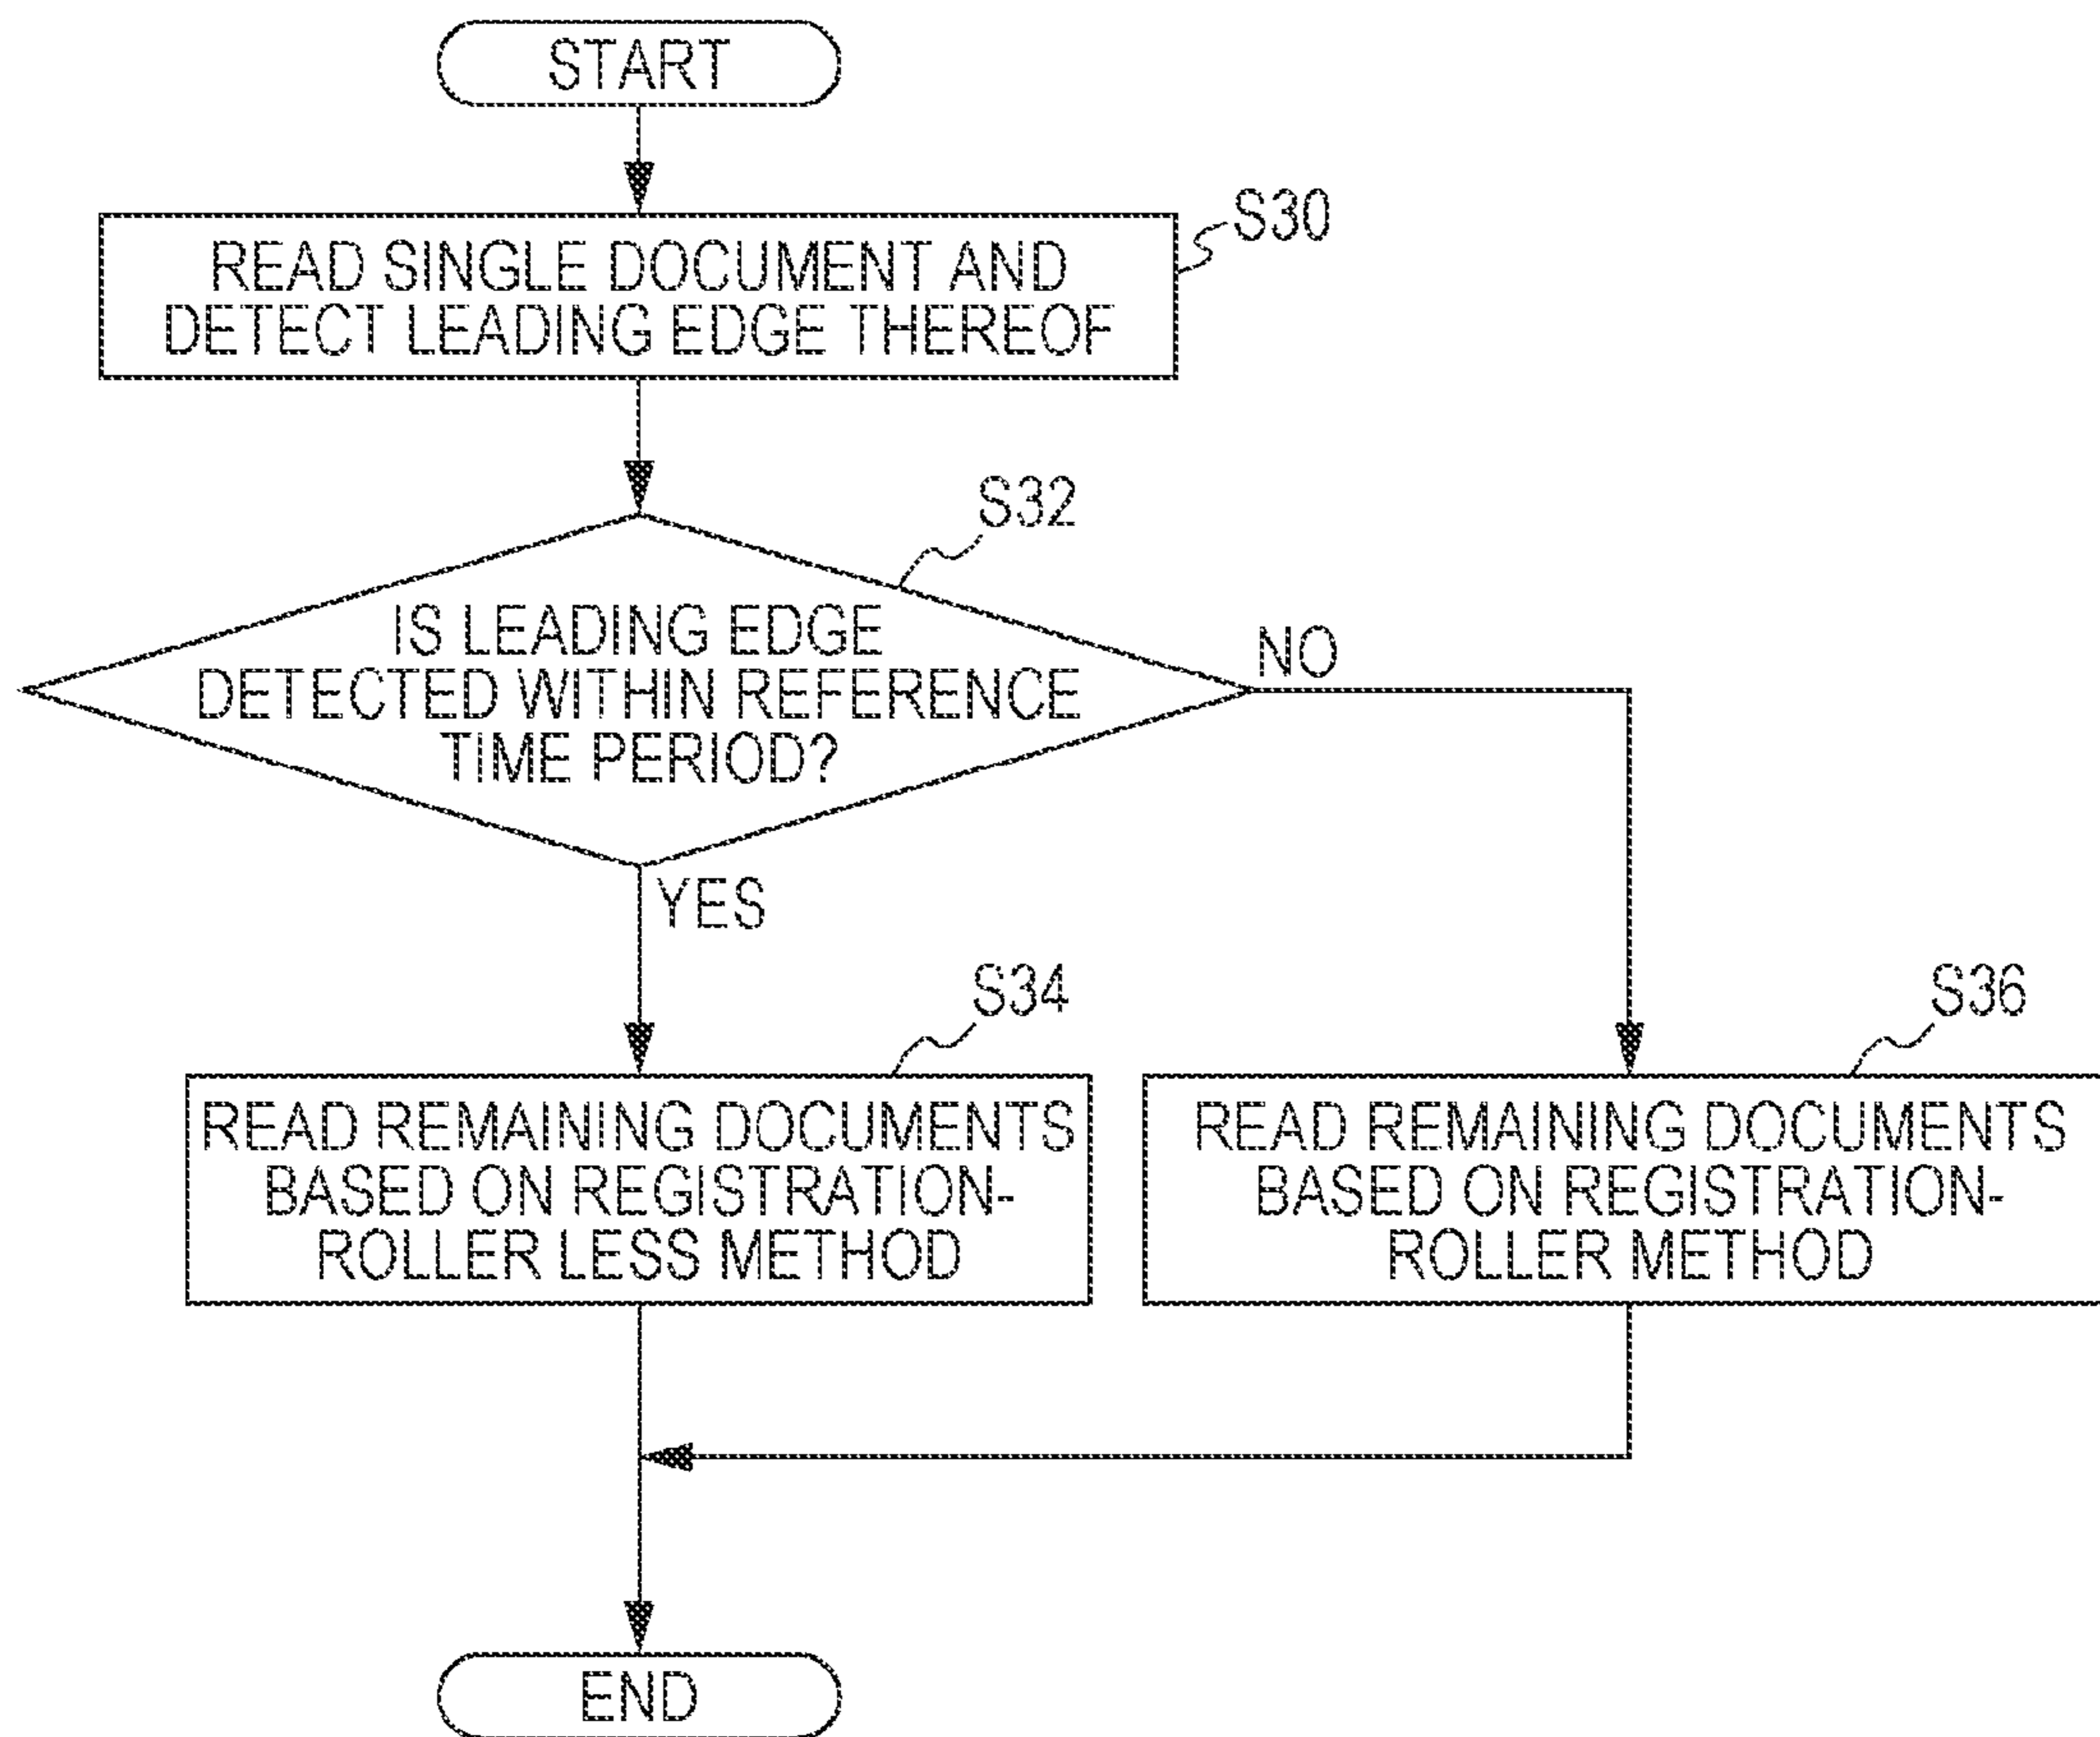 START
S30
READ SINGLE DOCUMENT AND
DETECT LEADING EDGE THEREOF
S32
IS LEADING EDGE
DETECTED WITHIN REFERENCE
TIME PERIOD?
NO
YES
S34
READ REMAINING DOCUMENTS
BASED ON REGISTRATION-
ROLLER LESS METHOD
S36
READ REMAINING DOCUMENTS
BASED ON REGISTRATION-
ROLLER METHOD
END